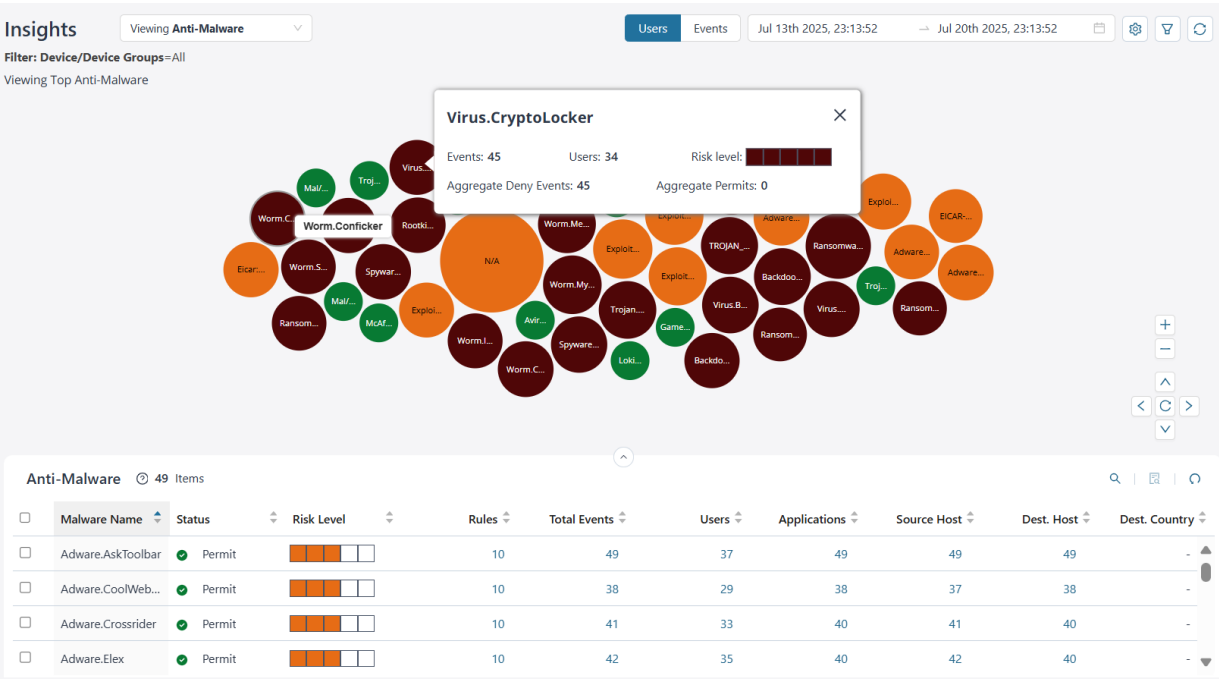 Insights
Viewing Anti-Malware
Users
Events
Jul 13th 2025, 23:13:52
Jul 20th 2025, 23:13:52
Filter: Device/Device Groups=All
Viewing Top Anti-Malware
Virus.CryptoLocker
Events: 45
Users: 34
Risk level:
Aggregate Deny Events: 45
Aggregate Permits: 0
Virus....
Troj...
Mal/...
Worm.C...
Worm.Conficker
Rootki...
Worm.Me...
Exploit...
Adware...
Exploi...
EICAR-...
Eicar:...
Worm.S...
Spywar...
N/A
Exploit...
TROJAN_...
Ransomwa...
Adware...
Adware...
Mal/...
Exploi...
Worm.My...
Exploit...
Backdoo...
Troj...
Ransom...
McAf...
Avir...
Trojan....
Virus.B...
Virus....
Ransom...
Worm.I...
Spyware...
Game...
Ransom...
Worm.C...
Loki...
Backdo...
Anti-Malware
49 Items
Malware Name Status Risk Level Rules Total Events Users Applications Source Host Dest. Host Dest. Country
Adware.AskToolbar Permit 10 49 37 49 49 49 -
Adware.CoolWeb... Permit 10 38 29 38 37 38 -
Adware.Crossrider Permit 10 41 33 40 41 40 -
Adware.Elex Permit 10 42 35 40 42 40 -